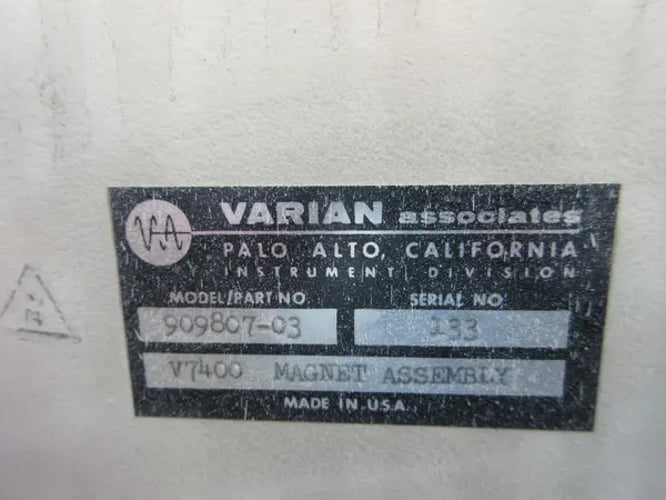 VA
VARIAN associates
PALO ALTO, CALIFORNIA
INSTRUMENT DIVISION
MODEL/PART NO.
SERIAL NO.
909807-03
133
V7400 MAGNET ASSEMBLY
MADE IN U.S.A.